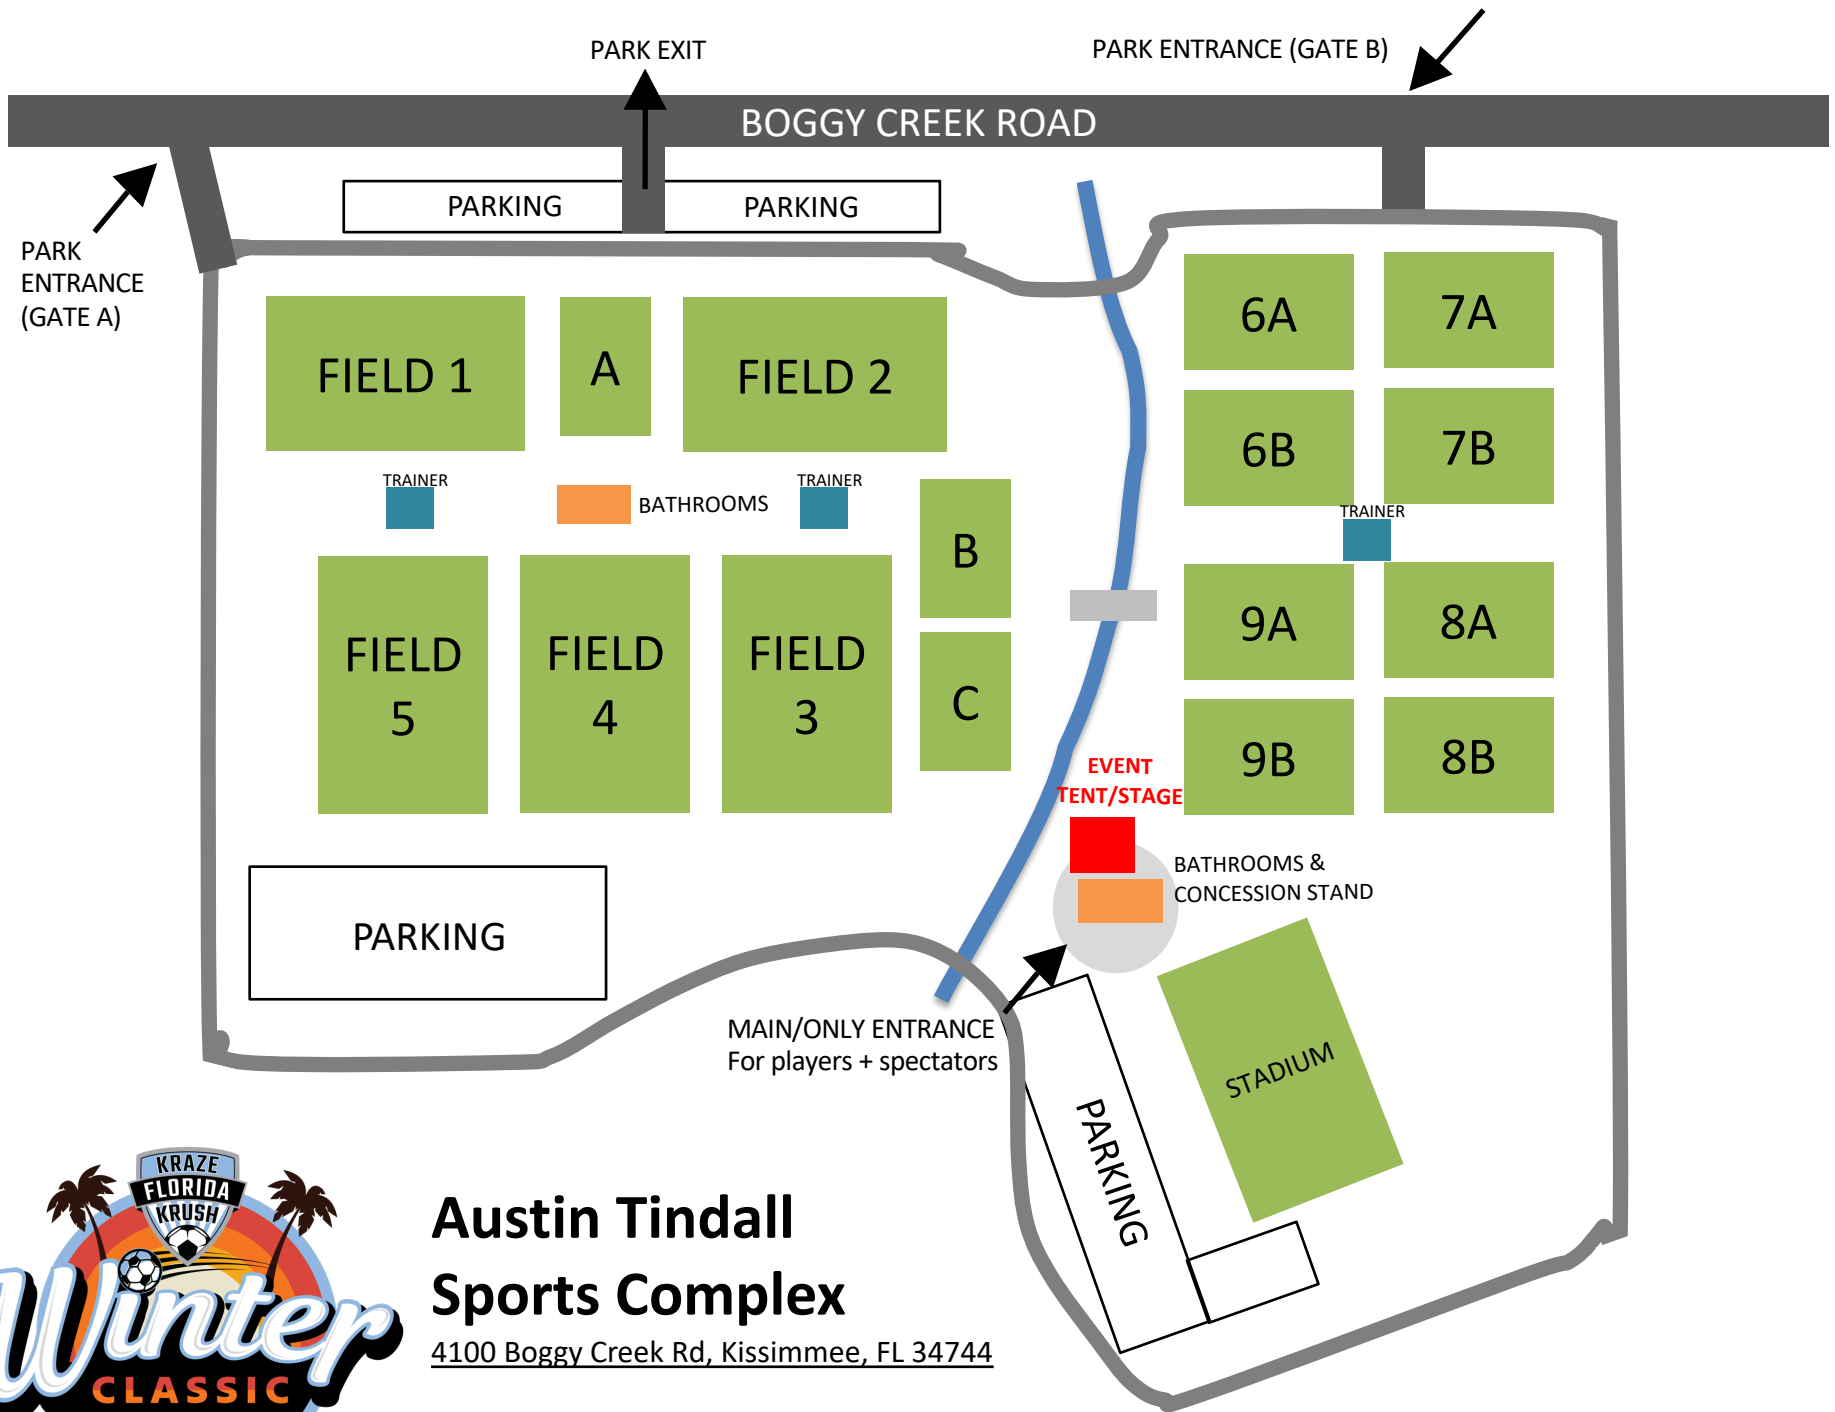 PARK EXIT
PARK ENTRANCE (GATE B)
BOGGY CREEK ROAD
PARKING
PARKING
PARK
ENTRANCE
(GATE A)
6A
7A
FIELD 1
A
FIELD 2
6B
7B
TRAINER
BATHROOMS
TRAINER
TRAINER
B
FIELD
5
FIELD
4
FIELD
3
9A
8A
C
9B
8B
EVENT
TENT/STAGE
BATHROOMS &
CONCESSION STAND
PARKING
MAIN/ONLY ENTRANCE
For players + spectators
STADIUM
PARKING
KRAZE
FLORIDA
KRUSH
Winter
CLASSIC
Austin Tindall
Sports Complex
4100 Boggy Creek Rd, Kissimmee, FL 34744